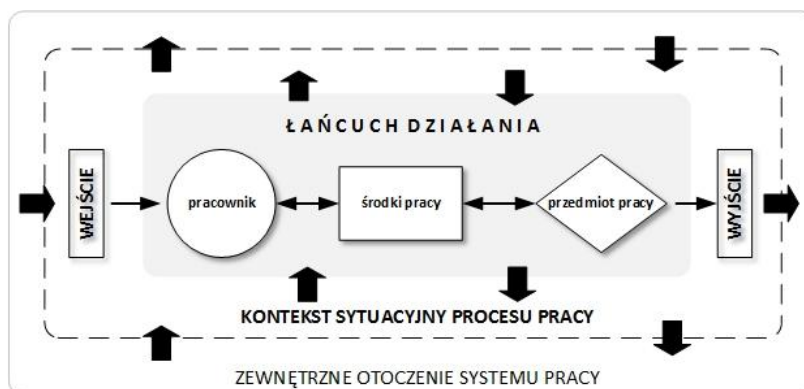 ŁAŃCUCH DZIAŁANIA
WEJŚCIE
pracownik
środki pracy
przedmiot pracy
WYJŚCIE
KONTEKST SYTUACYJNY PROCESU PRACY
ZEWNĘTRZNE OTOCZENIE SYSTEMU PRACY